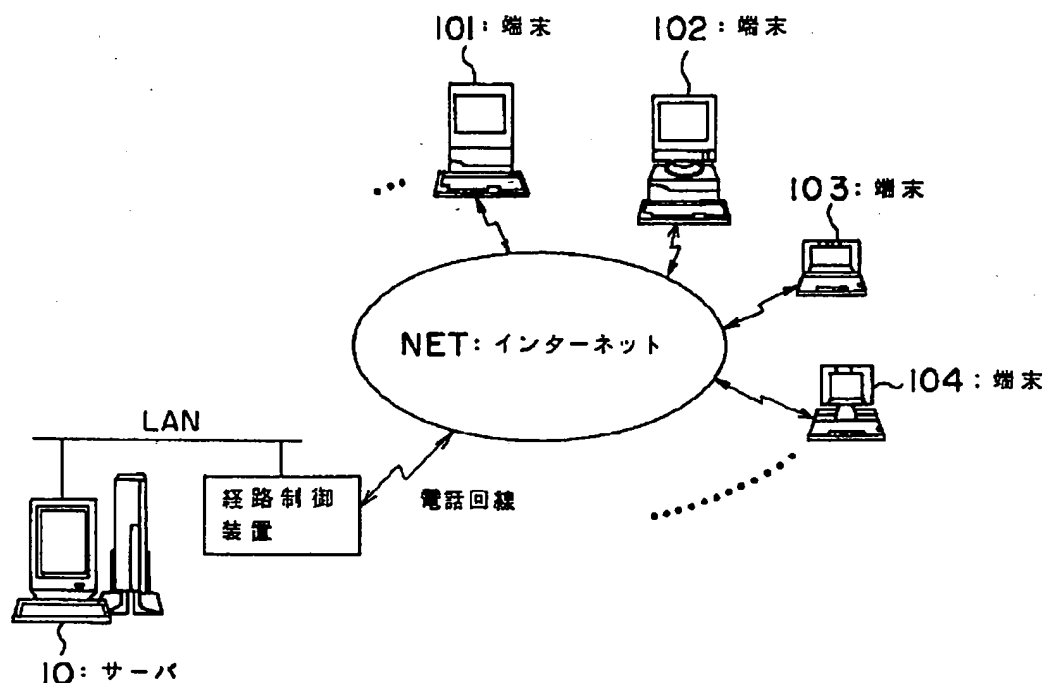 101: 端末
102: 端末
103: 端末
NET: インターネット
104: 端末
LAN
経路制御
装置
電話回線
10: サーバ